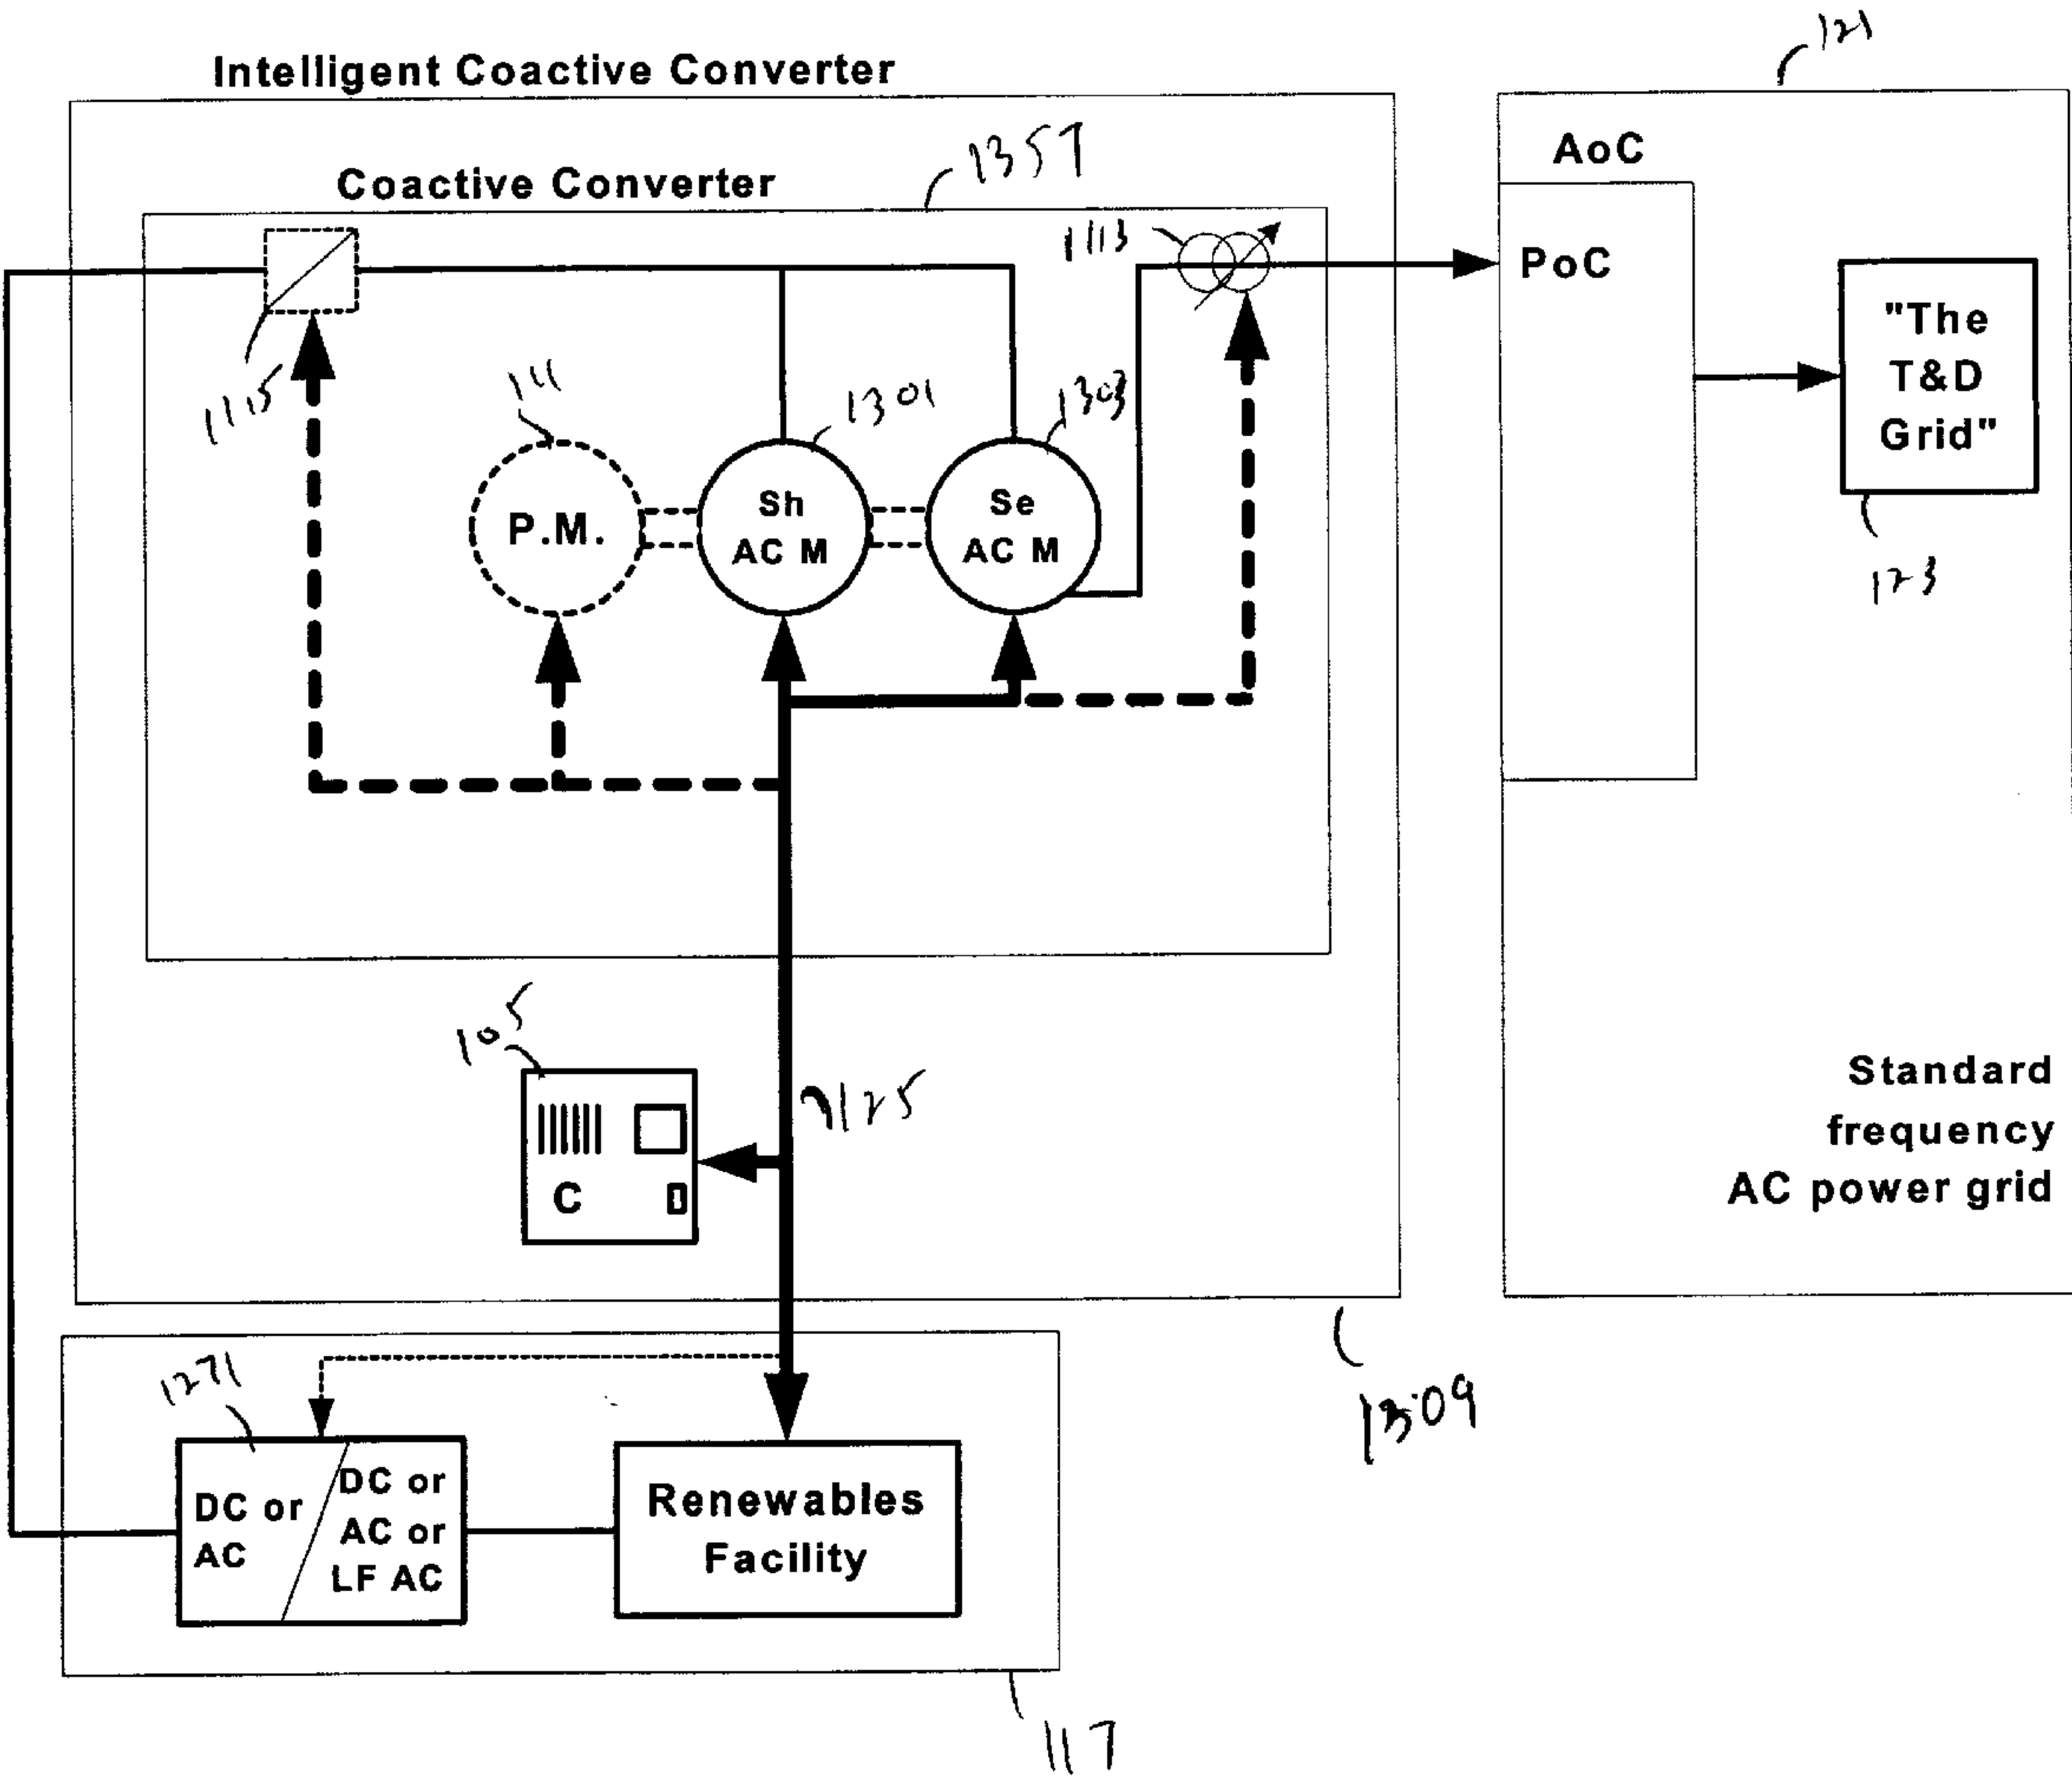 121
Intelligent Coactive Converter
AoC
1357
Coactive Converter
1113
PoC
"The
T&D
Grid"
1115
111
1301
1303
P.M.
Sh
AC M
Se
AC M
123
105
C
Standard
frequency
AC power grid
1309
1271
DC or
AC
DC or
AC or
LF AC
Renewables
Facility
117